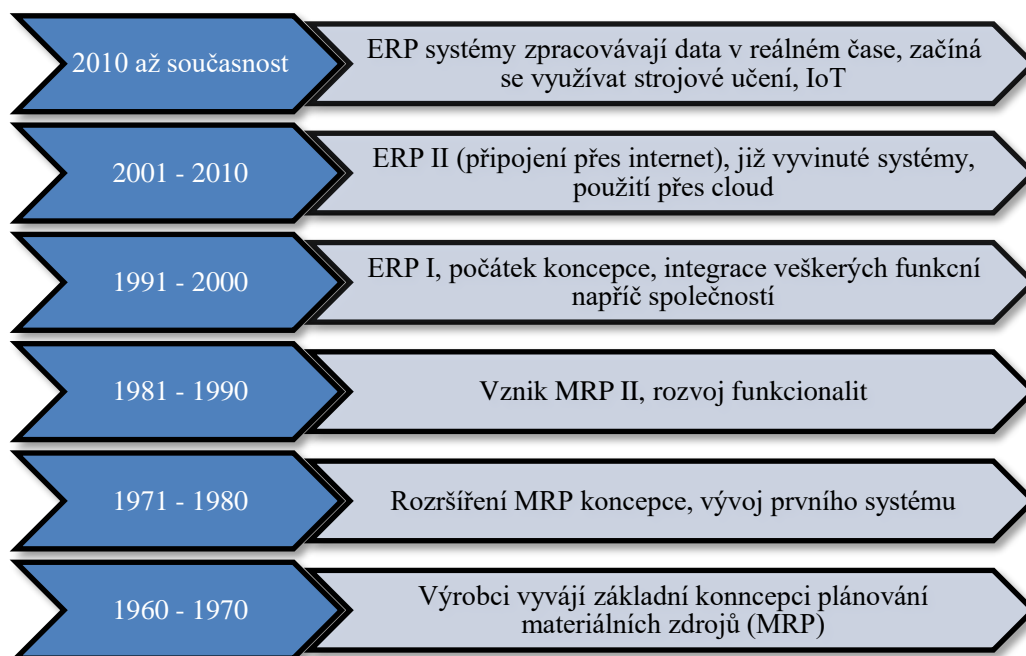 2010 až současnost
ERP systémy zpracovávají data v reálném čase, začíná
se využívat strojové učení, IoT
2001 - 2010
ERP II (připojení přes internet), již vyvinuté systémy,
použití přes cloud
1991 - 2000
ERP I, počátek koncepce, integrace veškerých funkcní
napříč společností
1981 - 1990
Vznik MRP II, rozvoj funkcionalit
1971 - 1980
Rozršíření MRP koncepce, vývoj prvního systému
1960 - 1970
Výrobci vyvájí základní konncepci plánování
materiálních zdrojů (MRP)